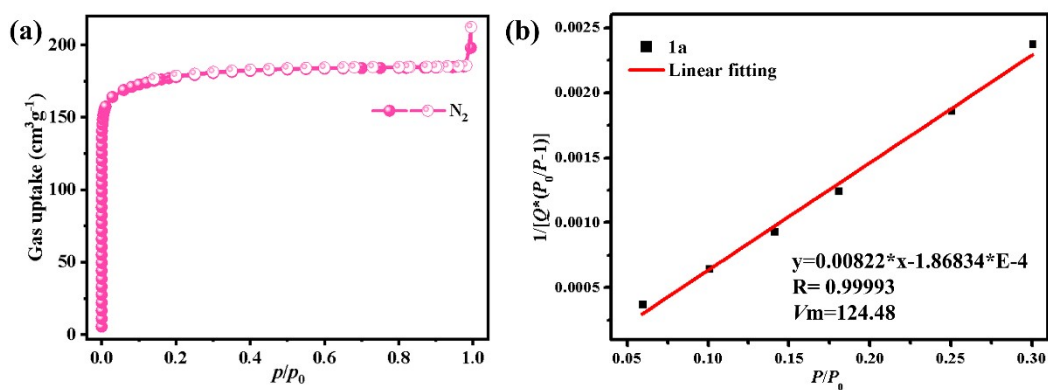 (a)
200
150
100
50
0
Gas uptake (cm³g⁻¹)
N₂
0.0 0.2 0.4 0.6 0.8 1.0
p/p₀
(b)
1a
Linear fitting
0.0025
0.0020
0.0015
0.0010
0.0005
1/[Q*(P₀/P-1)]
y=0.00822*x-1.86834*E-4
R= 0.99993
Vm=124.48
0.05 0.10 0.15 0.20 0.25 0.30
P/P₀